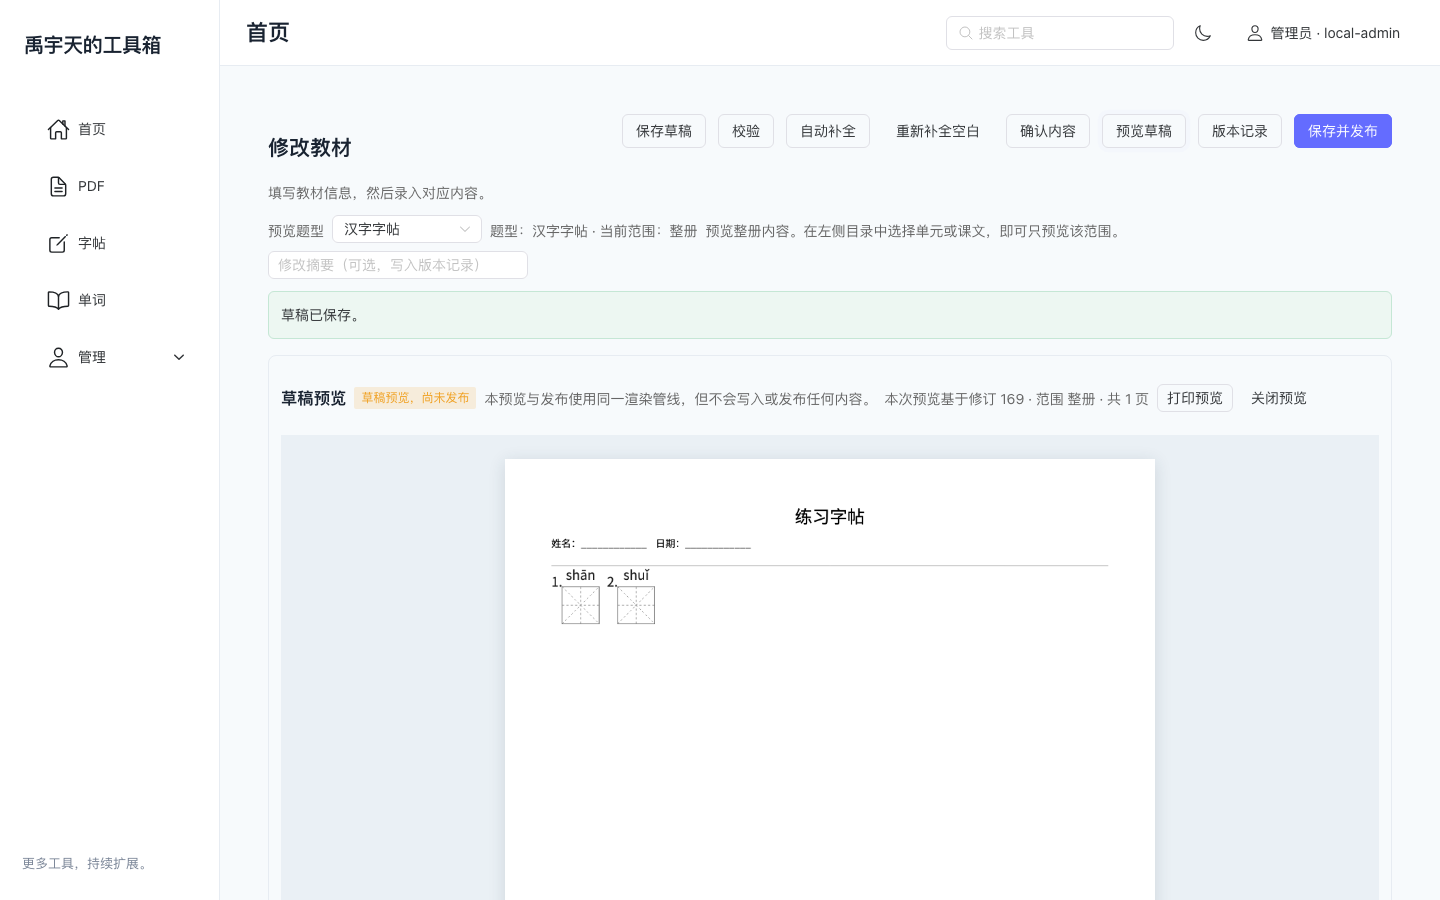 禹宇天的工具箱
首页
PDF
字帖
单词
管理
更多工具，持续扩展。
首页
搜索工具
管理员 · local-admin
修改教材
保存草稿 校验 自动补全 重新补全空白 确认内容 预览草稿 版本记录 保存并发布
填写教材信息，然后录入对应内容。
预览题型 汉字字帖 题型：汉字字帖 · 当前范围：整册 预览整册内容。在左侧目录中选择单元或课文，即可只预览该范围。
修改摘要（可选，写入版本记录）
草稿已保存。
草稿预览 草稿预览，尚未发布 本预览与发布使用同一渲染管线，但不会写入或发布任何内容。 本次预览基于修订 169 · 范围 整册 · 共 1 页 打印预览 关闭预览
练习字帖
姓名：____________ 日期：____________
1. shān 2. shuǐ